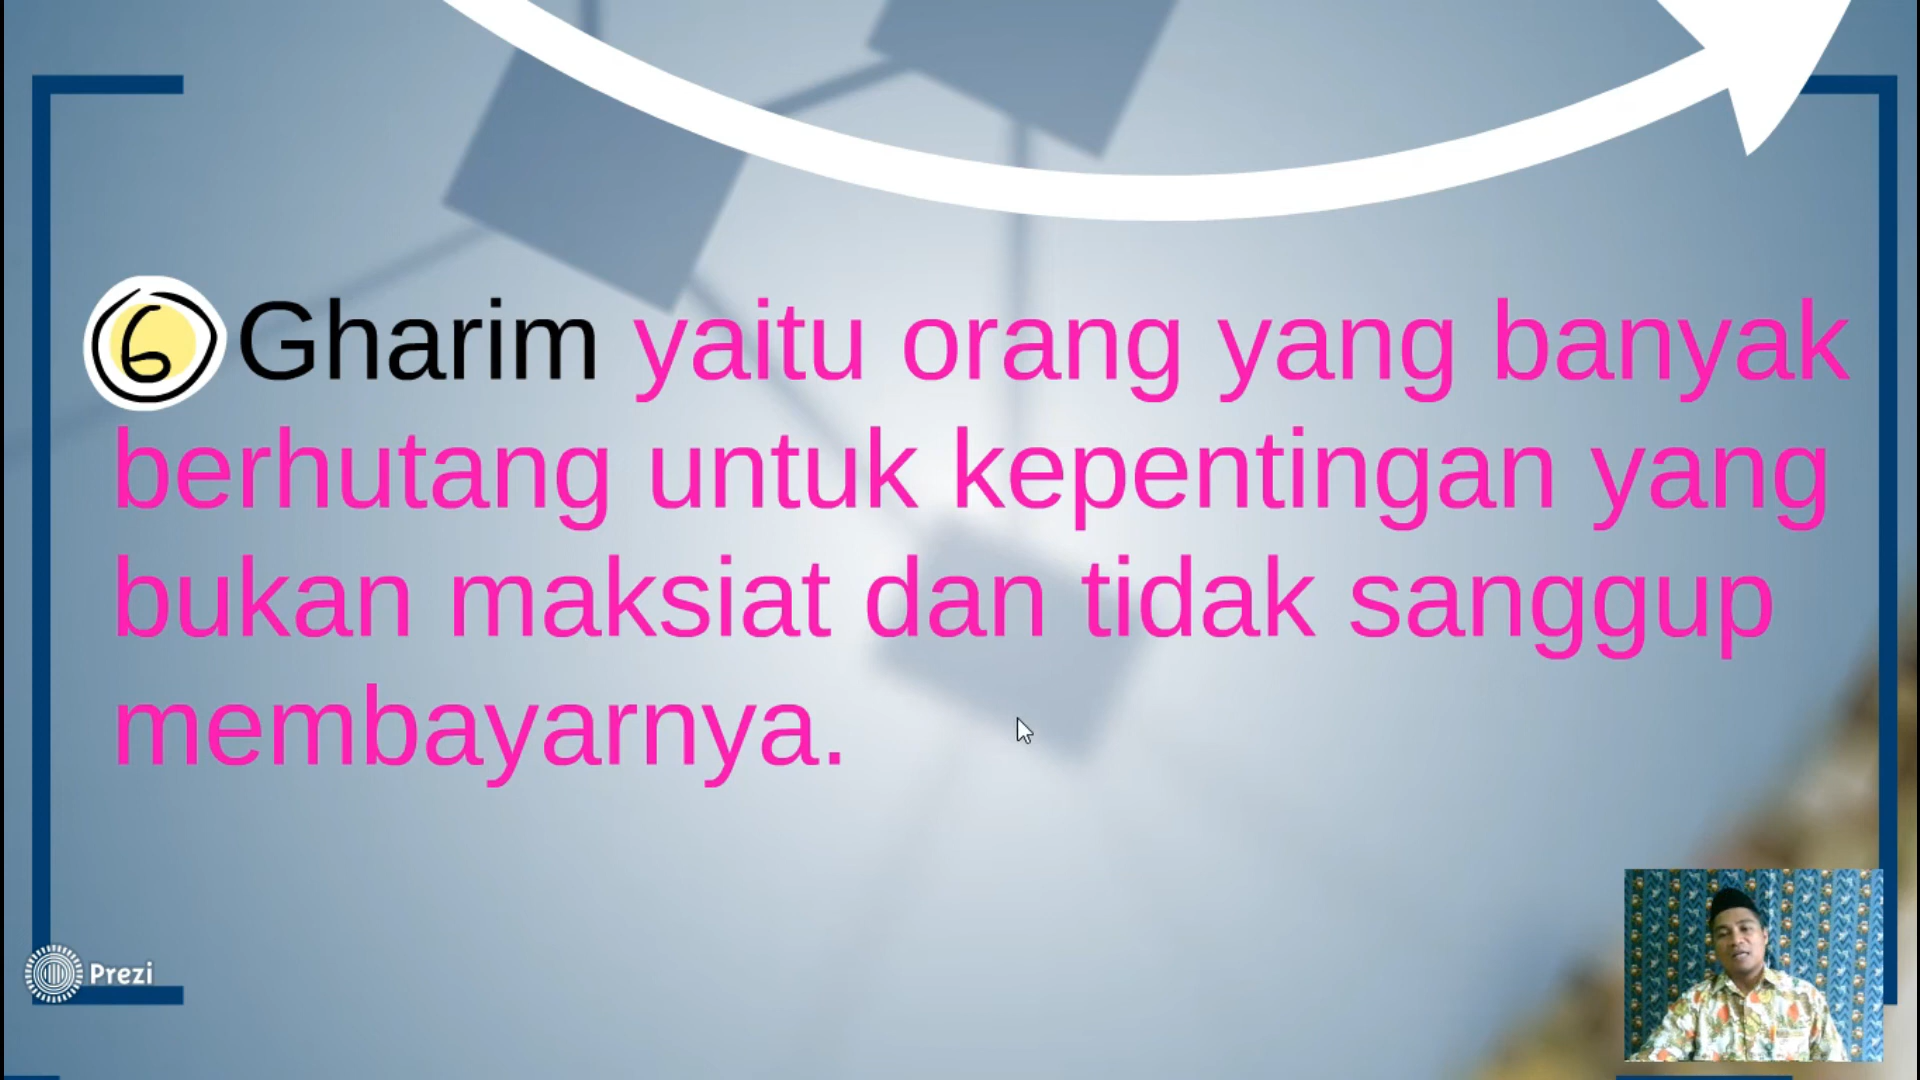 6 Gharim yaitu orang yang banyak
berhutang untuk kepentingan yang
bukan maksiat dan tidak sanggup
membayarnya.
Prezi